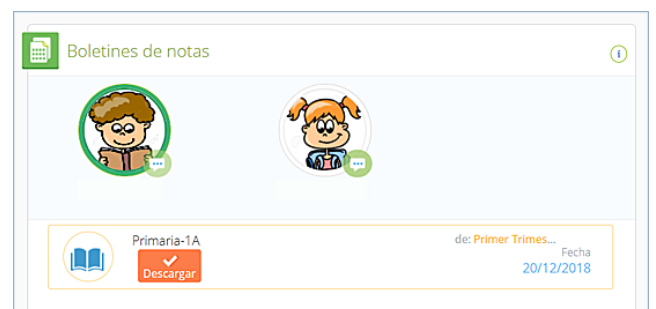 Boletines de notas
Primaria-1A
Descargar
de: Primer Trimes...
Fecha
20/12/2018